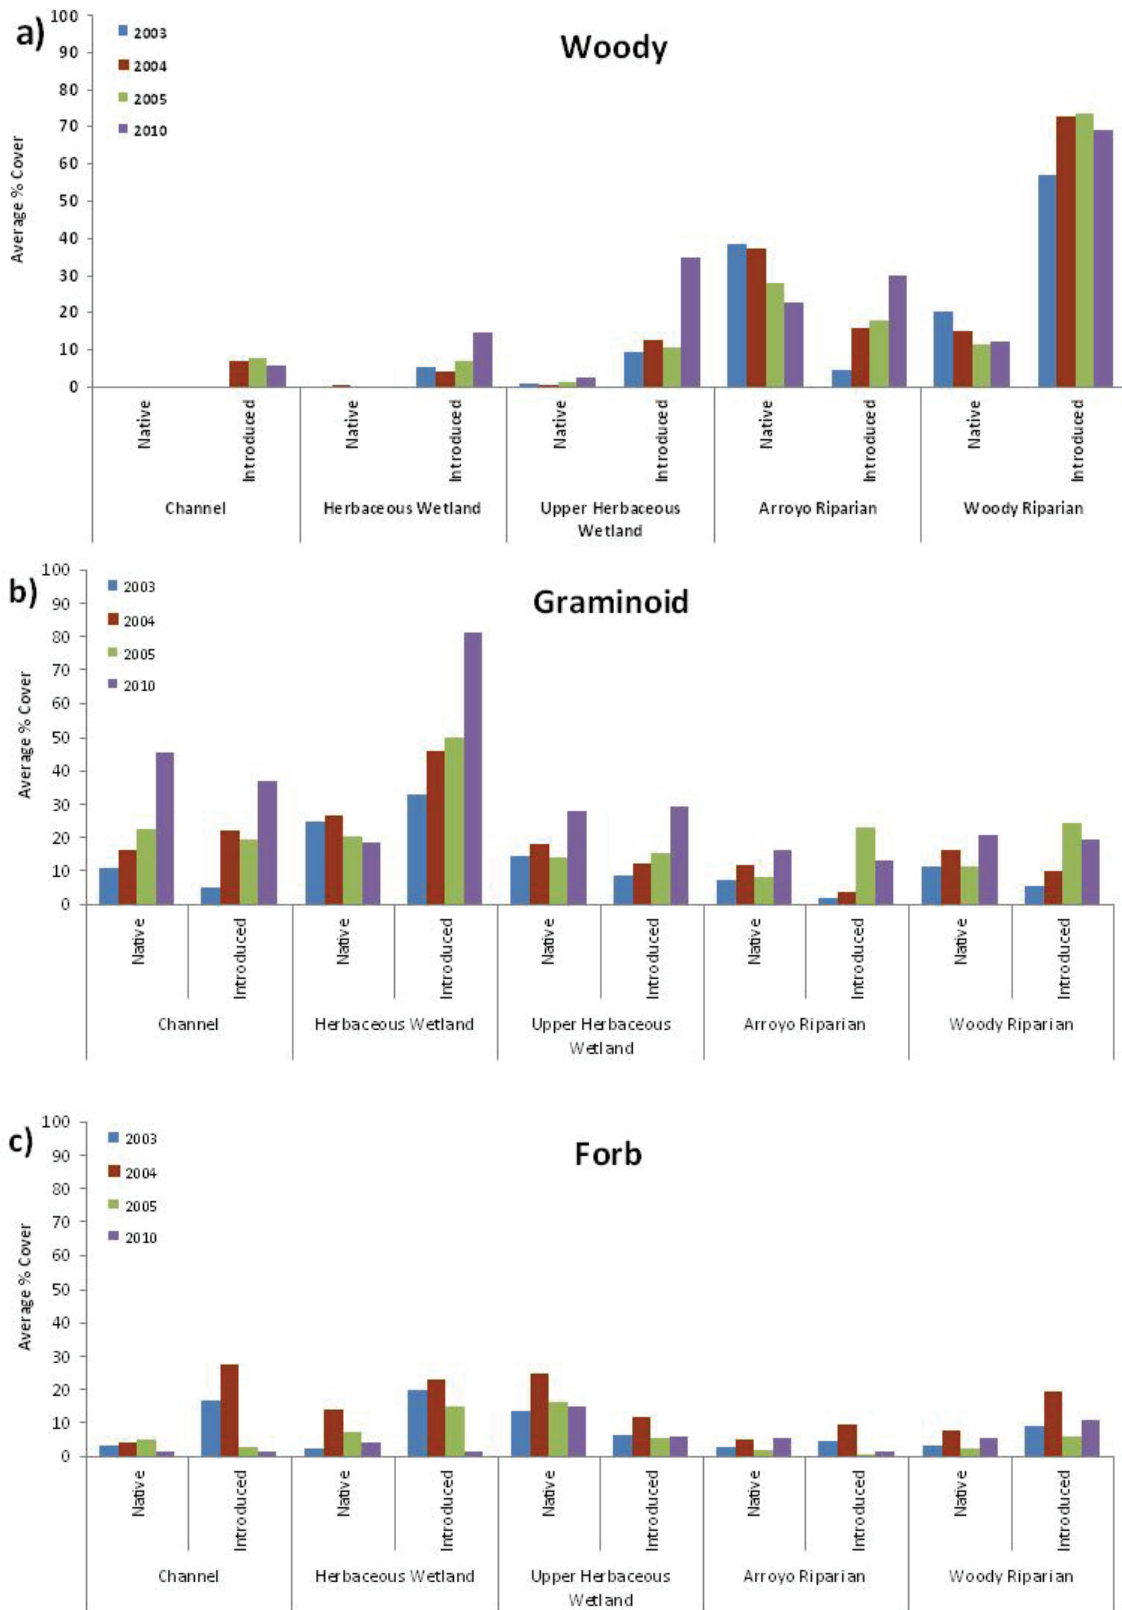 a)
Woody
2003
2004
2005
2010
Average % Cover
100
90
80
70
60
50
40
30
20
10
0
Native
Introduced
Native
Introduced
Native
Introduced
Native
Introduced
Native
Introduced
Channel
Herbaceous Wetland
Upper Herbaceous
Wetland
Arroyo Riparian
Woody Riparian
b)
Graminoid
2003
2004
2005
2010
Average % Cover
100
90
80
70
60
50
40
30
20
10
0
Native
Introduced
Native
Introduced
Native
Introduced
Native
Introduced
Native
Introduced
Channel
Herbaceous Wetland
Upper Herbaceous
Wetland
Arroyo Riparian
Woody Riparian
c)
Forb
2003
2004
2005
2010
Average % Cover
100
90
80
70
60
50
40
30
20
10
0
Native
Introduced
Native
Introduced
Native
Introduced
Native
Introduced
Native
Introduced
Channel
Herbaceous Wetland
Upper Herbaceous
Wetland
Arroyo Riparian
Woody Riparian